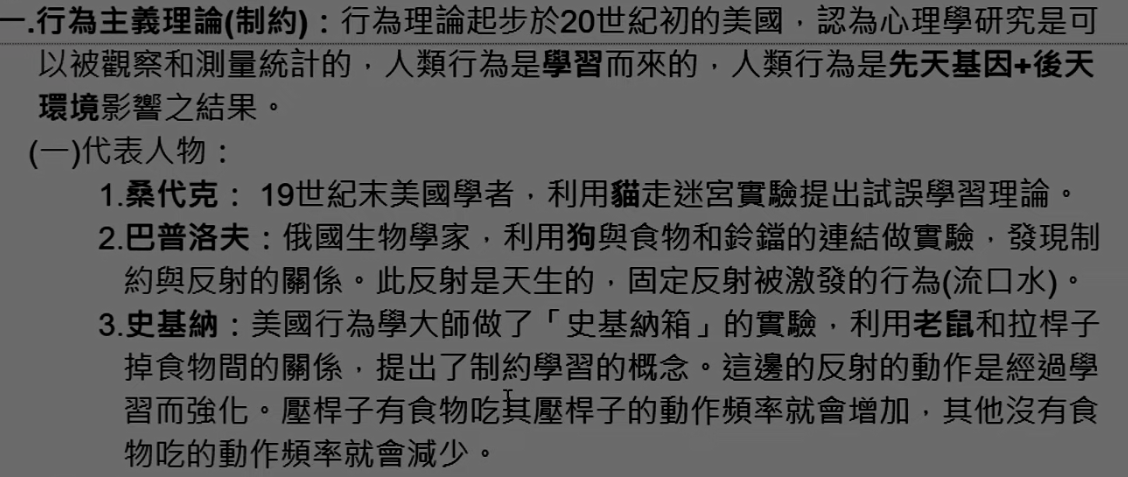 一.行為主義理論(制約)：行為理論起步於20世紀初的美國，認為心理學研究是可
以被觀察和測量統計的，人類行為是學習而來的，人類行為是先天基因+後天
環境影響之結果。
(一)代表人物：
1.桑代克： 19世紀末美國學者，利用貓走迷宮實驗提出試誤學習理論。
2.巴普洛夫：俄國生物學家，利用狗與食物和鈴鐺的連結做實驗，發現制
約與反射的關係。此反射是天生的，固定反射被激發的行為(流口水)。
3.史基納：美國行為學大師做了「史基納箱」的實驗，利用老鼠和拉桿子
掉食物間的關係，提出了制約學習的概念。這邊的反射的動作是經過學
習而強化。壓桿子有食物吃其壓桿子的動作頻率就會增加，其他沒有食
物吃的動作頻率就會減少。